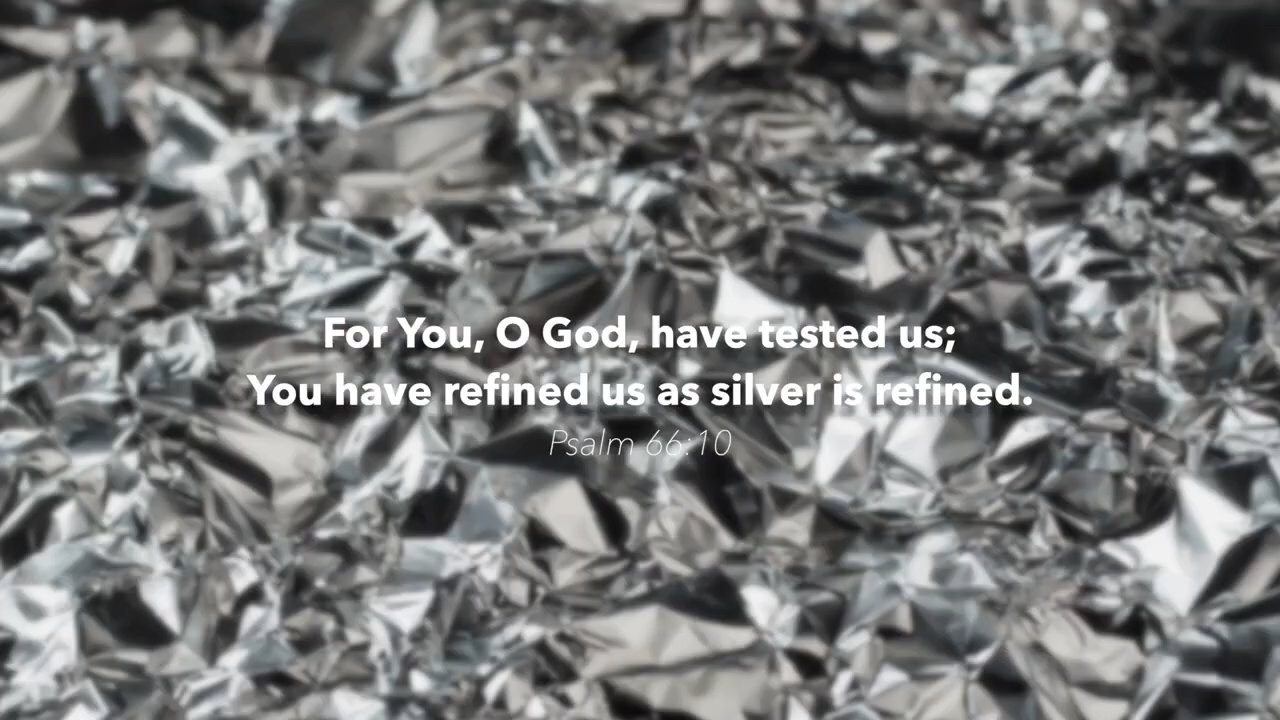 For You, O God, have tested us;
You have refined us as silver is refined.
Psalm 66:10